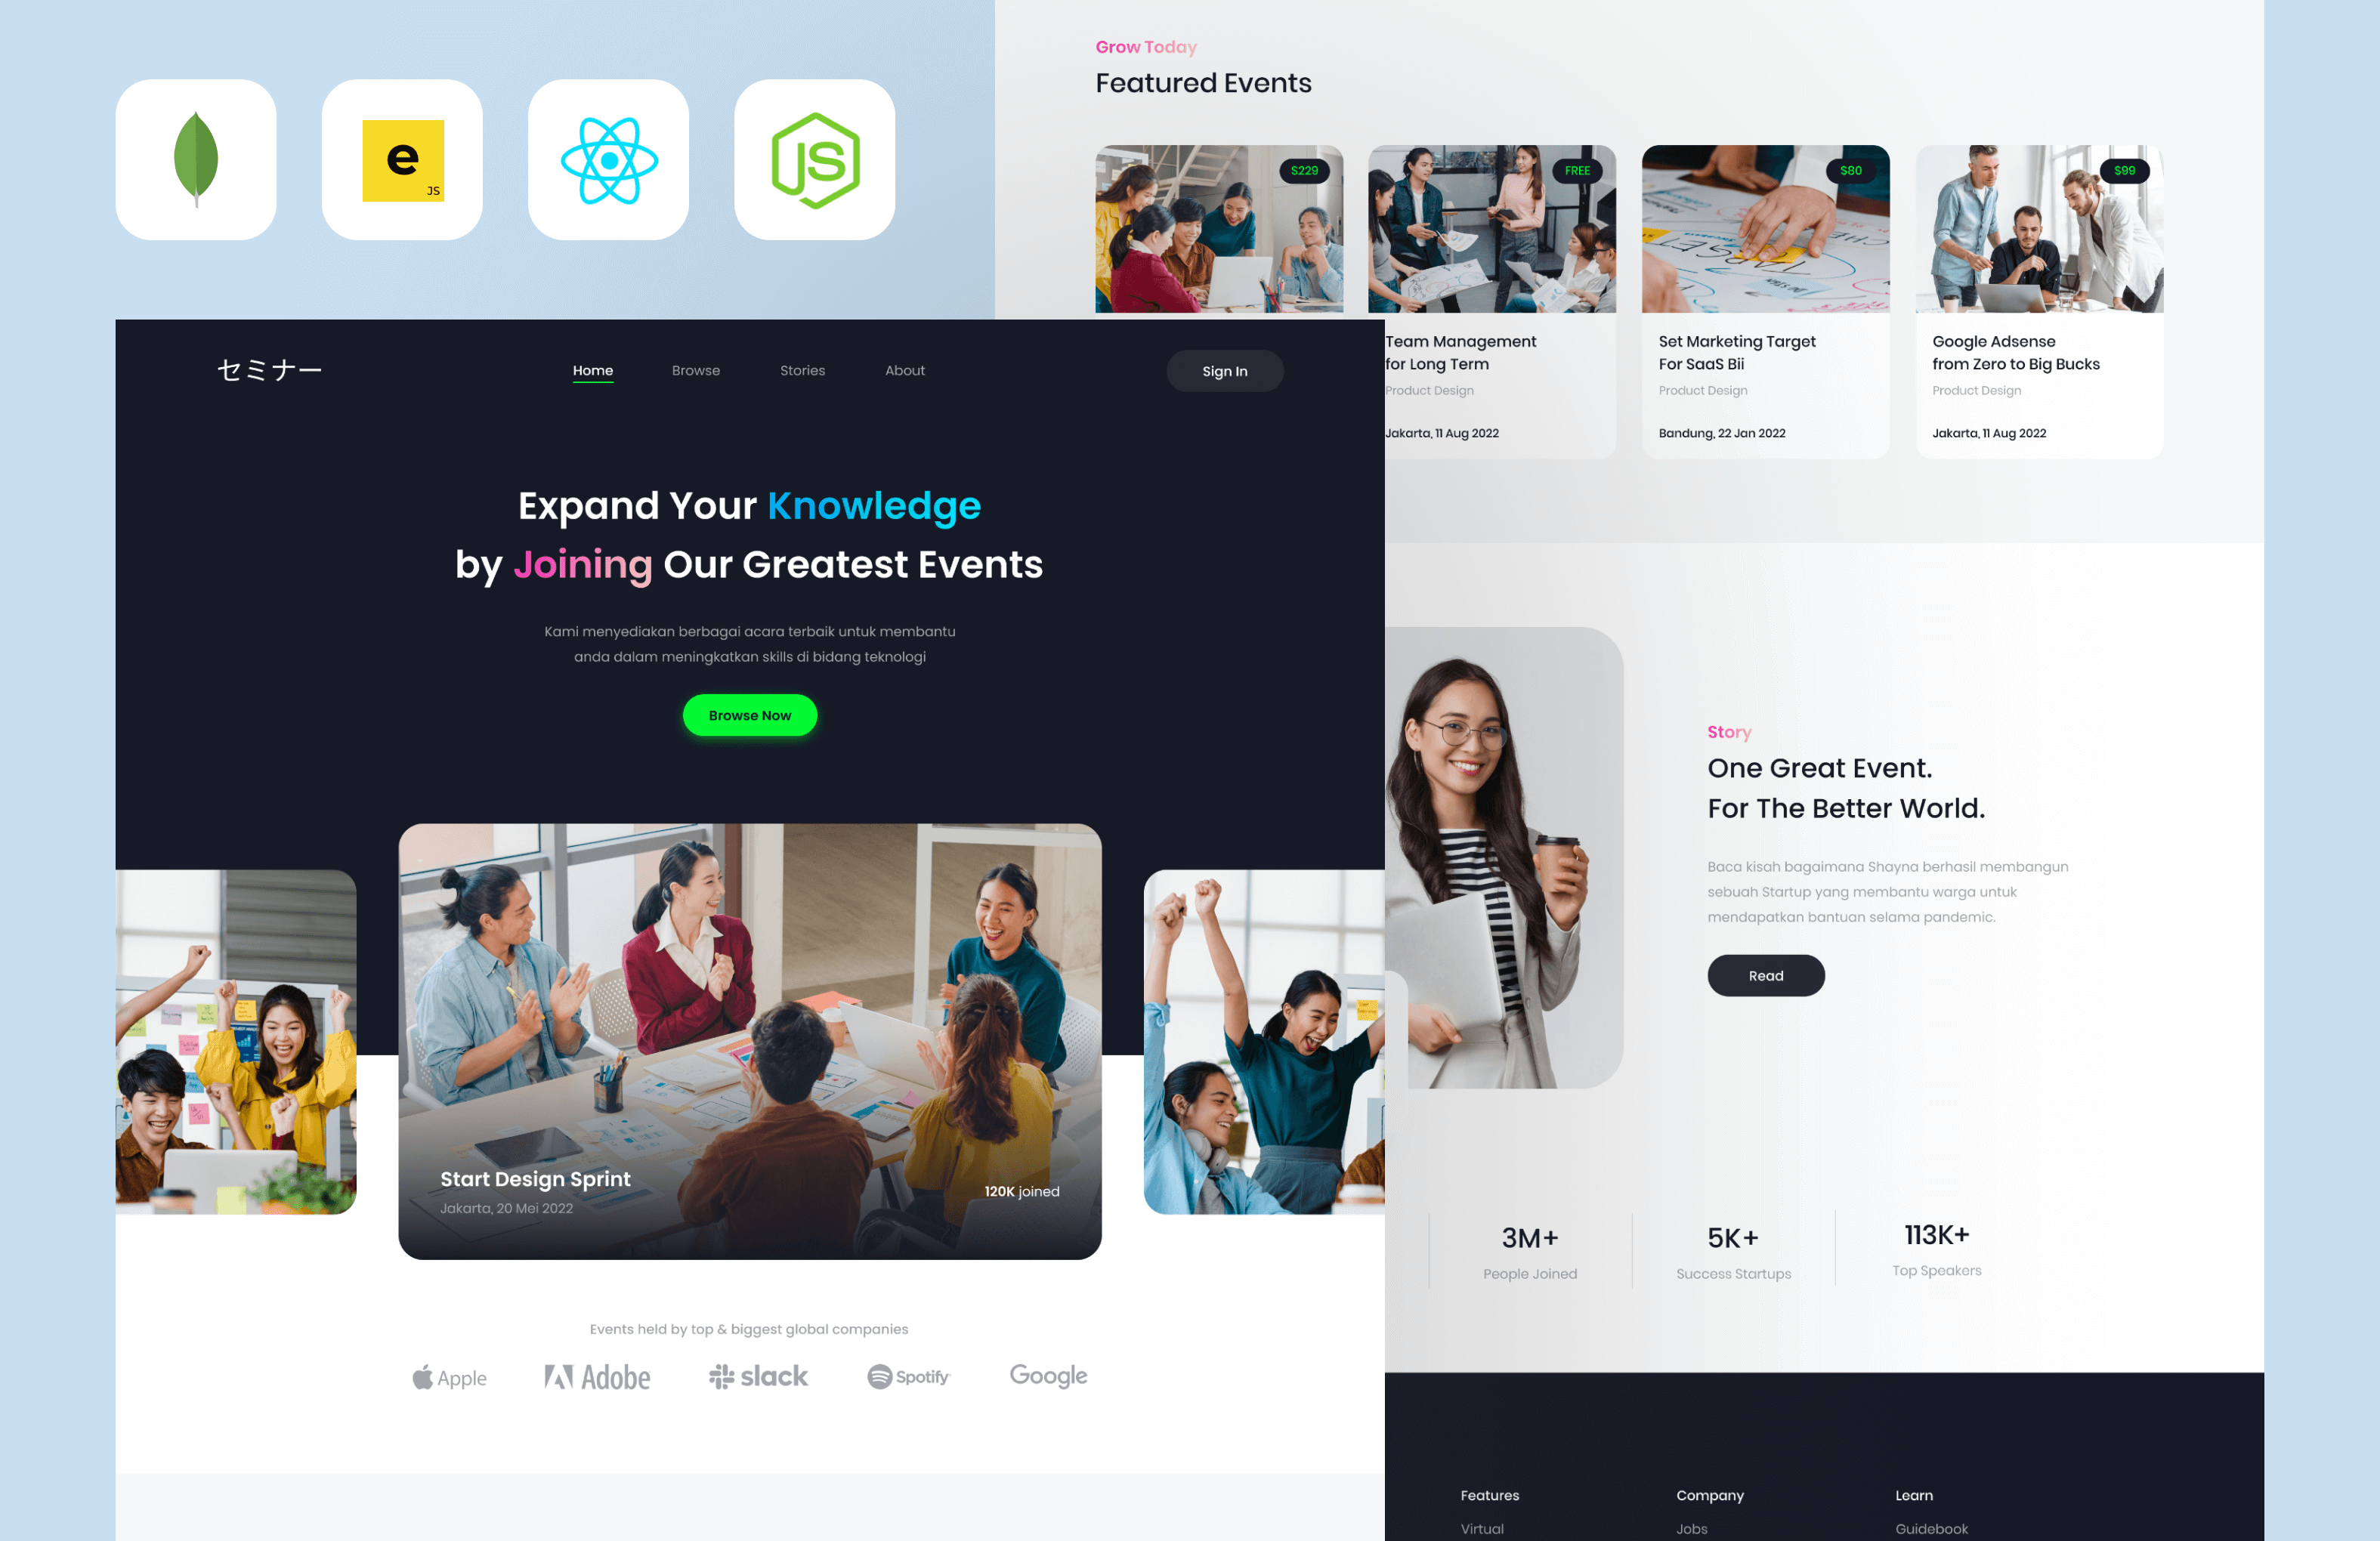 e
JS
JS
Grow Today
Featured Events
$229
FREE
$80
$99
Team Management
for Long Term
Product Design
Jakarta, 11 Aug 2022
Set Marketing Target
For SaaS Bii
Product Design
Bandung, 22 Jan 2022
Google Adsense
from Zero to Big Bucks
Product Design
Jakarta, 11 Aug 2022
セミナー
Home
Browse
Stories
About
Sign In
Expand Your Knowledge
by Joining Our Greatest Events
Kami menyediakan berbagai acara terbaik untuk membantu
anda dalam meningkatkan skills di bidang teknologi
Browse Now
Start Design Sprint
Jakarta, 20 Mei 2022
120K joined
Events held by top & biggest global companies
Apple
Adobe
slack
Spotify
Google
Story
One Great Event.
For The Better World.
Baca kisah bagaimana Shayna berhasil membangun
sebuah Startup yang membantu warga untuk
mendapatkan bantuan selama pandemic.
Read
3M+
People Joined
5K+
Success Startups
113K+
Top Speakers
Features
Virtual
Company
Jobs
Learn
Guidebook
TARGET